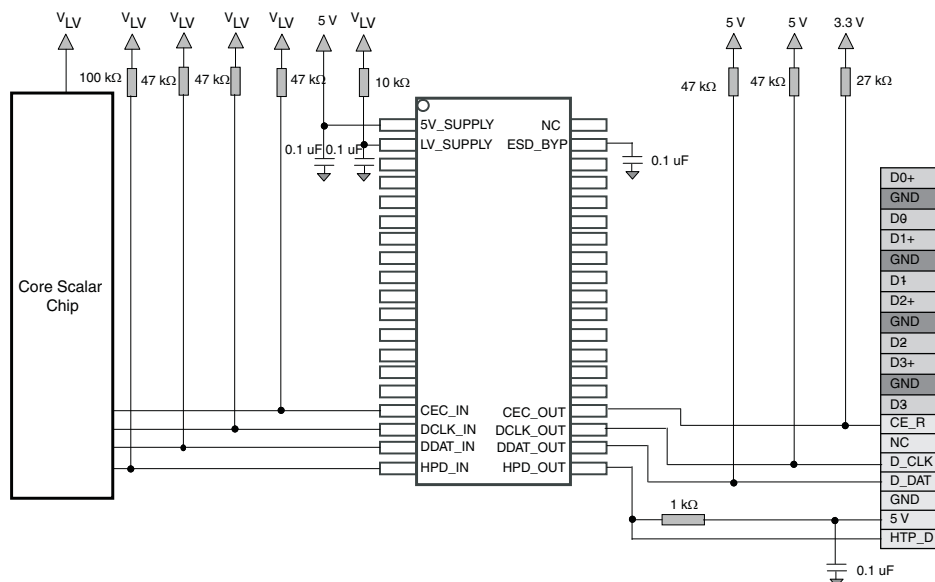 VLV VLV VLV VLV VLV 5 V VLV 5 V 5 V 3.3 V
100 kΩ 47 kΩ 47 kΩ 47 kΩ 10 kΩ 47 kΩ 47 kΩ 27 kΩ
5V_SUPPLY NC
LV_SUPPLY ESD_BYP
0.1 uF 0.1 uF 0.1 uF
Core Scalar
Chip
CEC_IN CEC_OUT
DCLK_IN DCLK_OUT
DDAT_IN DDAT_OUT
HPD_IN HPD_OUT
1 kΩ
0.1 uF
D0+
GND
D0-
D1+
GND
D1-
D2+
GND
D2-
D3+
GND
D3-
CE_R
NC
D_CLK
D_DAT
GND
5 V
HTP_D